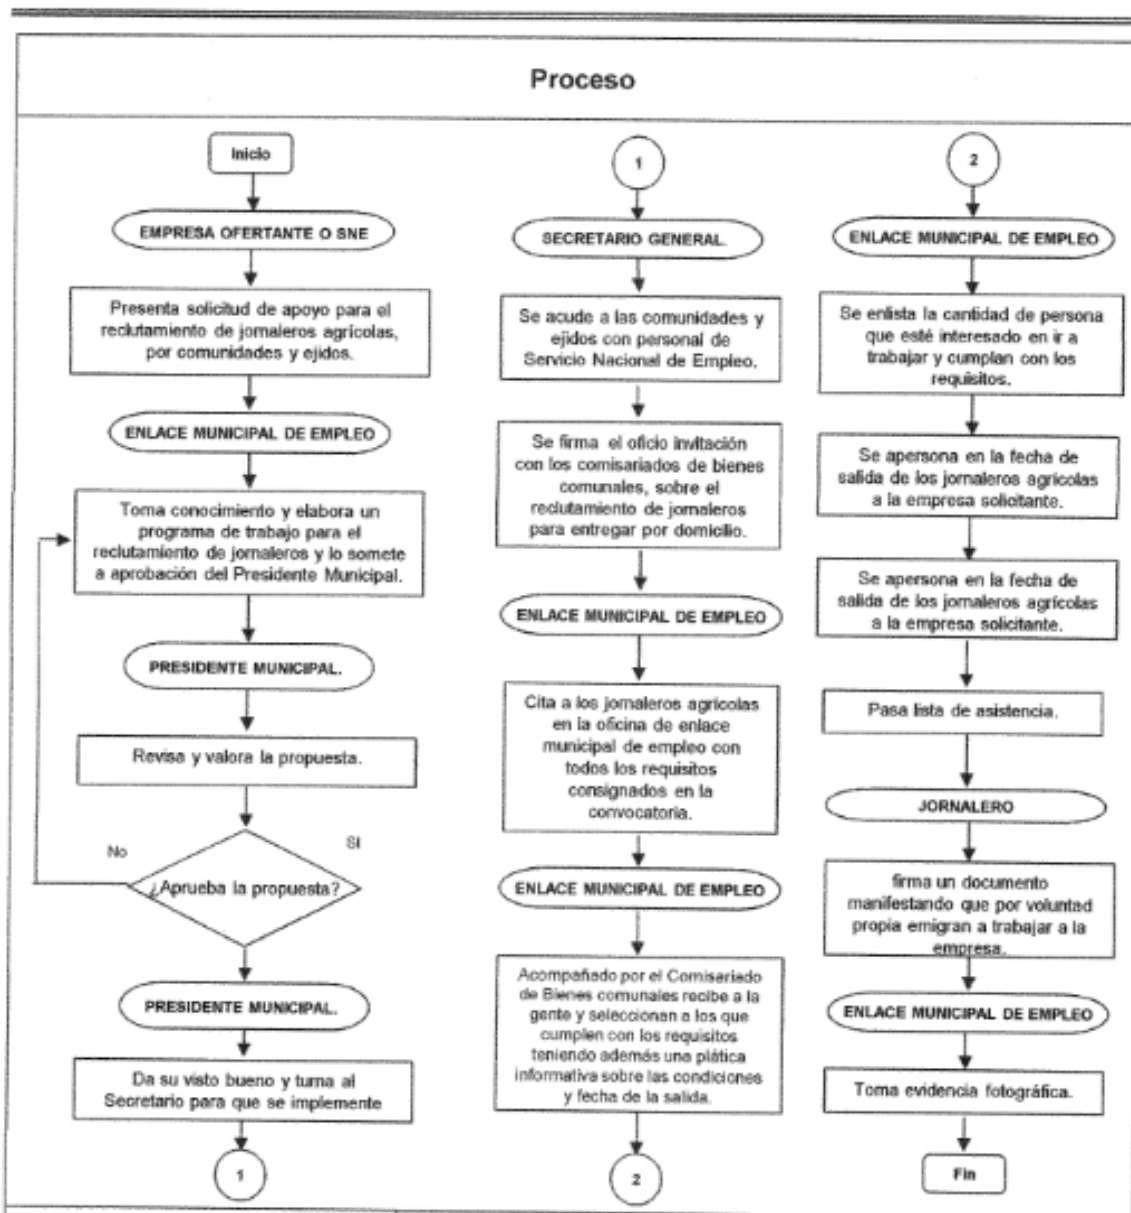 Proceso
Inicio
EMPRESA OFERTANTE O SNE
Presenta solicitud de apoyo para el
reclutamiento de jornaleros agrícolas,
por comunidades y ejidos.
ENLACE MUNICIPAL DE EMPLEO
Toma conocimiento y elabora un
programa de trabajo para el
reclutamiento de jornaleros y lo somete
a aprobación del Presidente Municipal.
PRESIDENTE MUNICIPAL.
Revisa y valora la propuesta.
No
SI
¿Aprueba la propuesta?
PRESIDENTE MUNICIPAL.
Da su visto bueno y turna al
Secretario para que se implemente
1
1
SECRETARIO GENERAL.
Se acude a las comunidades y
ejidos con personal de
Servicio Nacional de Empleo.
Se firma el oficio invitación
con los comisariados de bienes
comunales, sobre el
reclutamiento de jornaleros
para entregar por domicilio.
ENLACE MUNICIPAL DE EMPLEO
Cita a los jornaleros agrícolas
en la oficina de enlace
municipal de empleo con
todos los requisitos
consignados en la
convocatoria.
ENLACE MUNICIPAL DE EMPLEO
Acompañado por el Comisariado
de Bienes comunales recibe a la
gente y seleccionan a los que
cumplen con los requisitos
teniendo además una plática
informativa sobre las condiciones
y fecha de la salida.
2
2
ENLACE MUNICIPAL DE EMPLEO
Se enlista la cantidad de persona
que esté interesado en ir a
trabajar y cumplan con los
requisitos.
Se apersona en la fecha de
salida de los jornaleros agrícolas
a la empresa solicitante.
Se apersona en la fecha de
salida de los jornaleros agrícolas
a la empresa solicitante.
Pasa lista de asistencia.
JORNALERO
firma un documento
manifestando que por voluntad
propia emigran a trabajar a la
empresa.
ENLACE MUNICIPAL DE EMPLEO
Toma evidencia fotográfica.
Fin